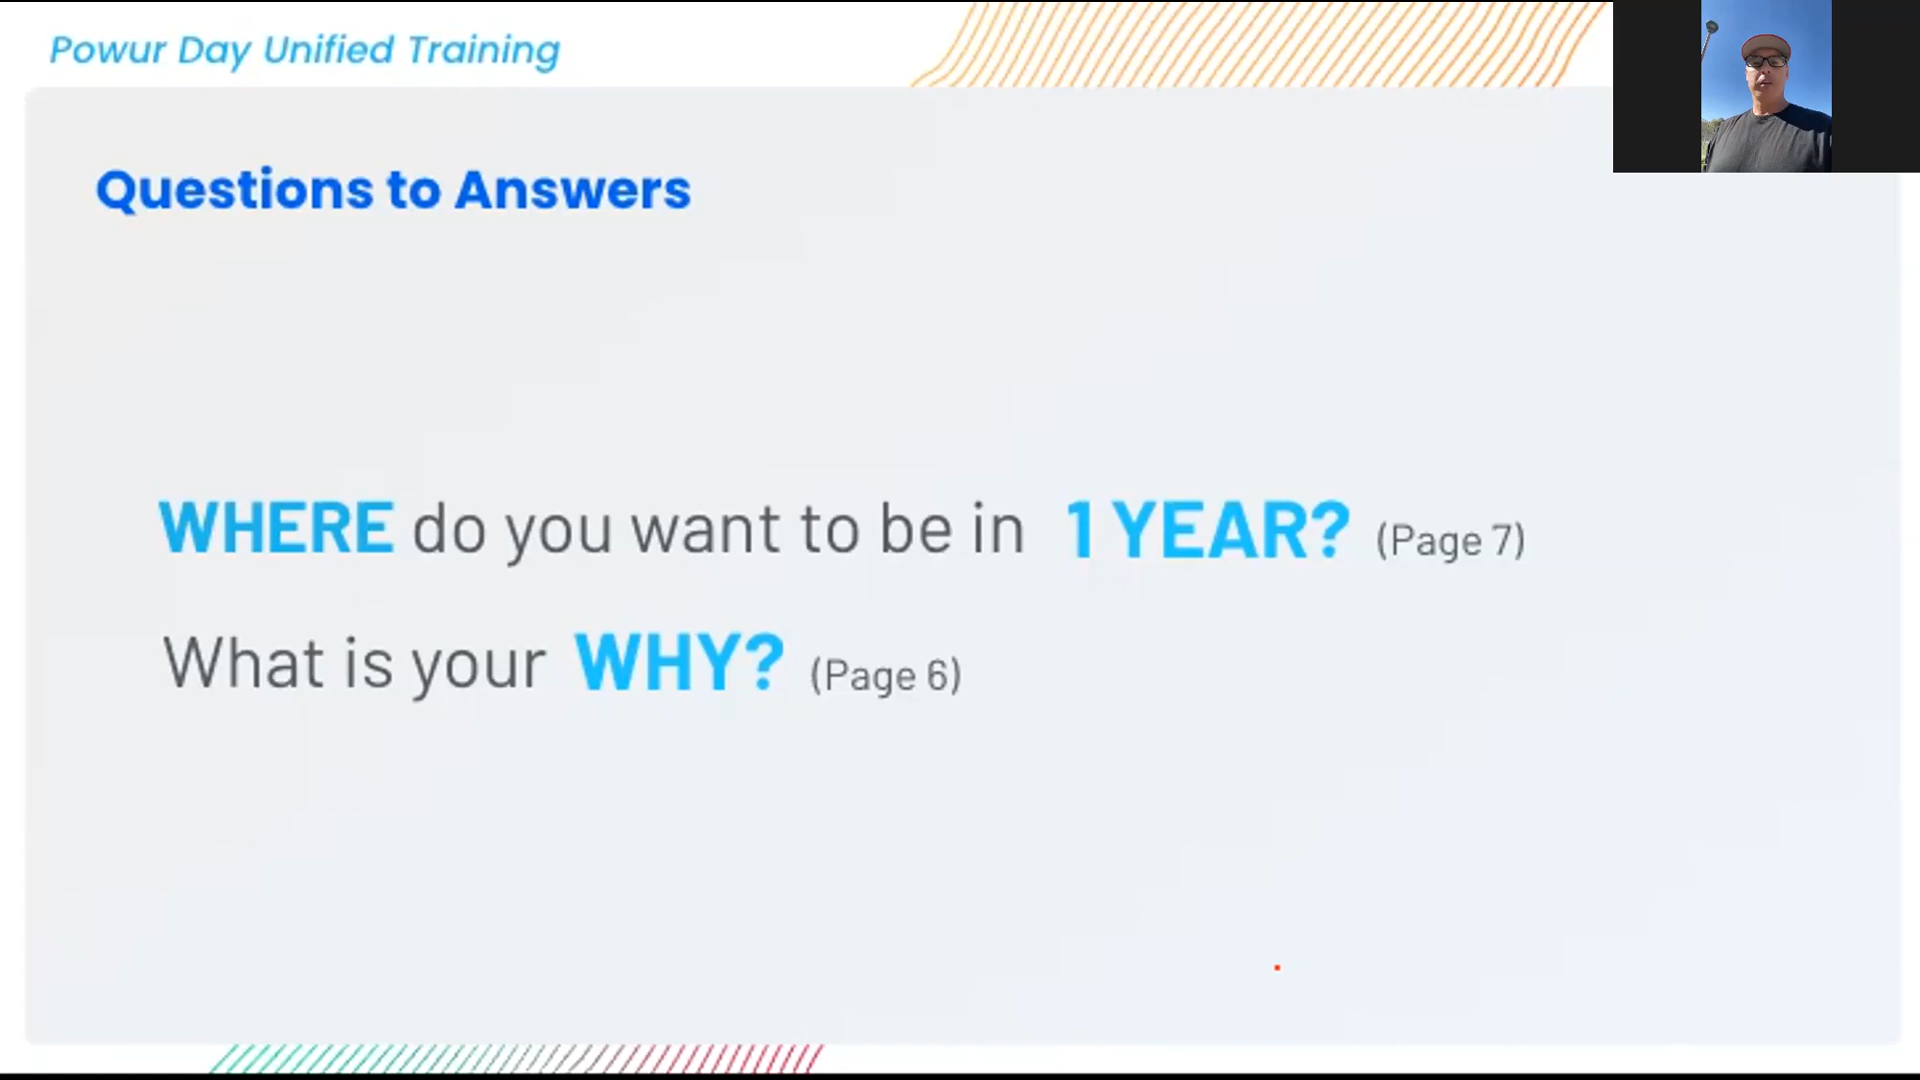 Powur Day Unified Training
Questions to Answers
WHERE do you want to be in 1 YEAR? (Page 7)
What is your WHY? (Page 6)